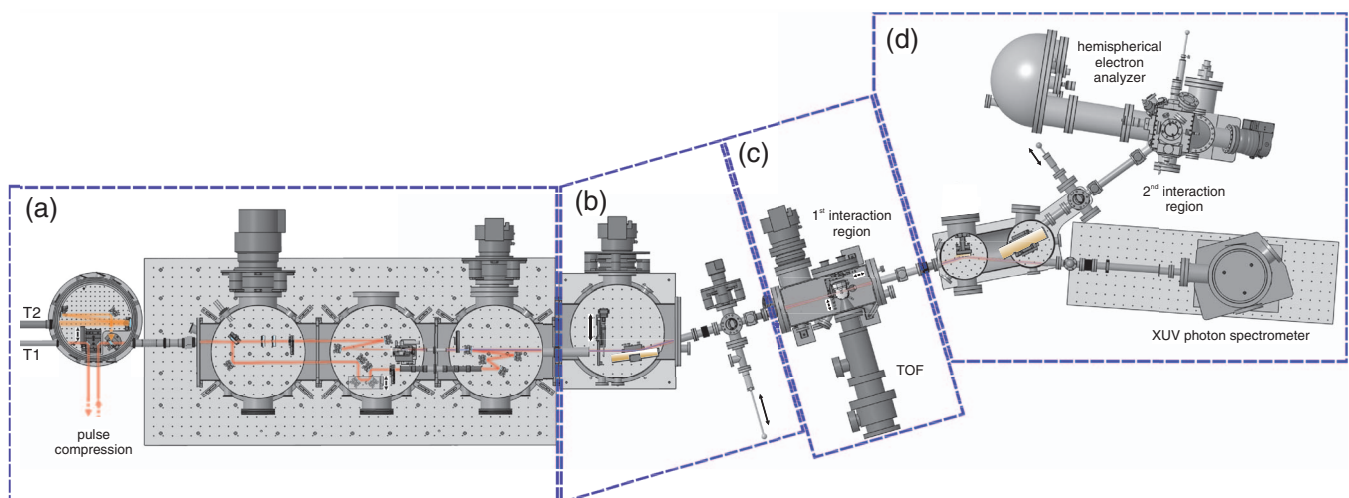 (a)
T2
T1
pulse
compression
(b)
(c)
1st interaction
region
TOF
(d)
hemispherical
electron
analyzer
2nd interaction
region
XUV photon spectrometer